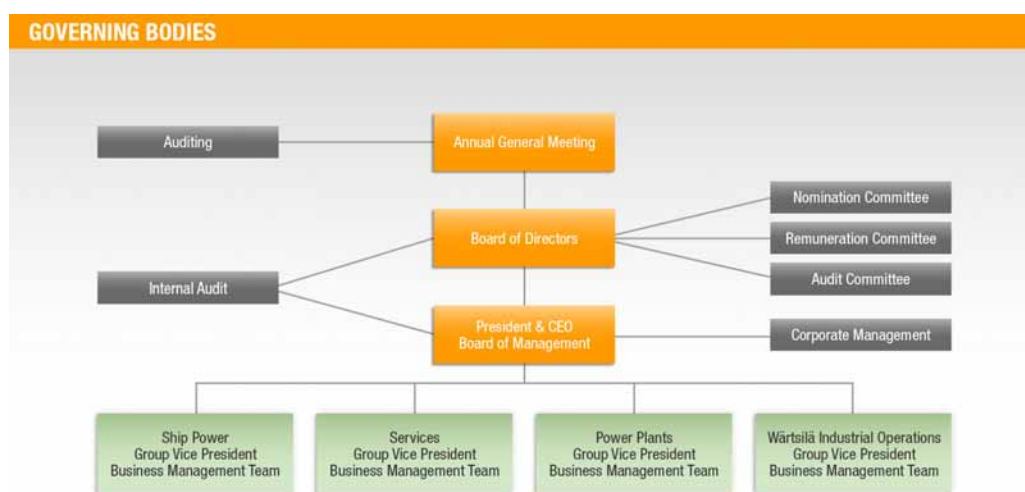 GOVERNING BODIES
Auditing
Annual General Meeting
Nomination Committee
Board of Directors
Remuneration Committee
Audit Committee
Internal Audit
President & CEO
Board of Management
Corporate Management
Ship Power
Group Vice President
Business Management Team
Services
Group Vice President
Business Management Team
Power Plants
Group Vice President
Business Management Team
Wärtsilä Industrial Operations
Group Vice President
Business Management Team